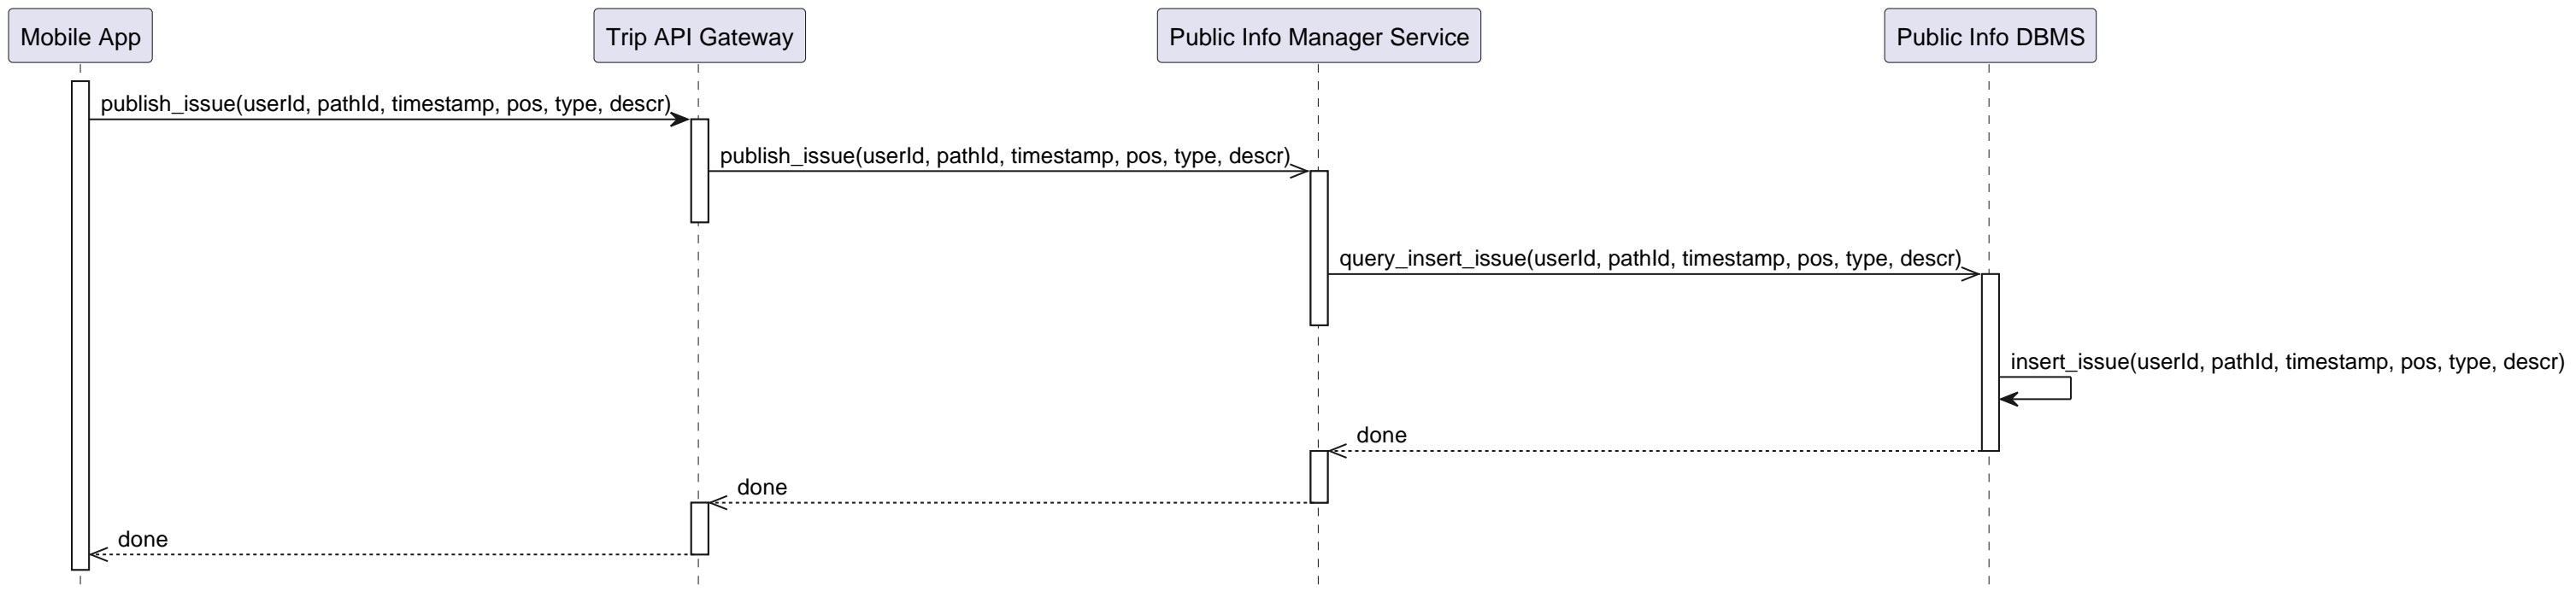 Mobile App
Trip API Gateway
Public Info Manager Service
Public Info DBMS
publish_issue(userId, pathId, timestamp, pos, type, descr)
publish_issue(userId, pathId, timestamp, pos, type, descr)
query_insert_issue(userId, pathId, timestamp, pos, type, descr)
insert_issue(userId, pathId, timestamp, pos, type, descr)
done
done
done